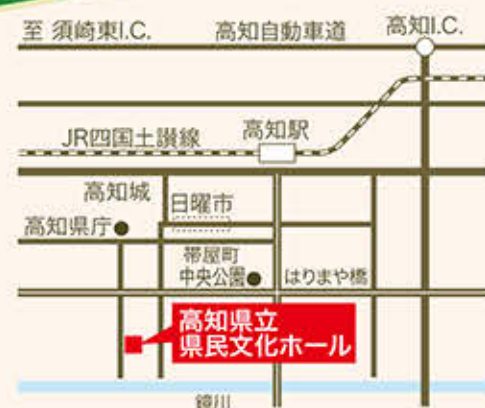 至 須崎東I.C.
高知自動車道
高知I.C.
JR四国土讃線
高知駅
高知城
日曜市
高知県庁
帯屋町
中央公園
はりまや橋
高知県立
県民文化ホール
鏡川